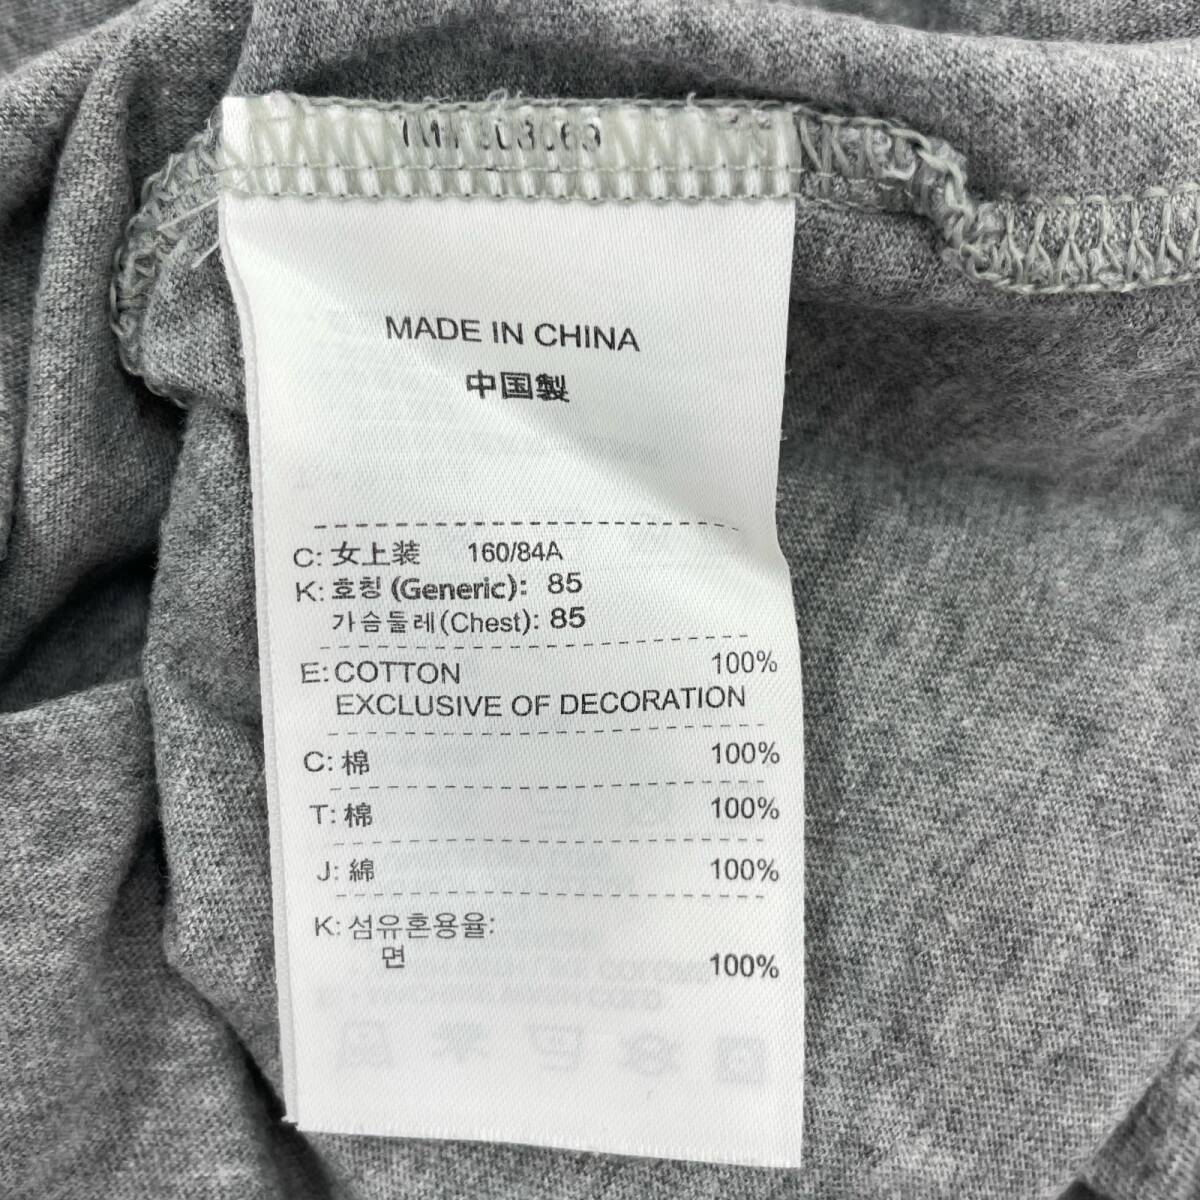 MADE IN CHINA
中国製
C: 女上装 160/84A
K: 호칭 (Generic): 85
가슴둘레(Chest): 85
E: COTTON 100%
EXCLUSIVE OF DECORATION
C: 棉 100%
T: 棉 100%
J: 綿 100%
K: 섬유혼용율:
면 100%